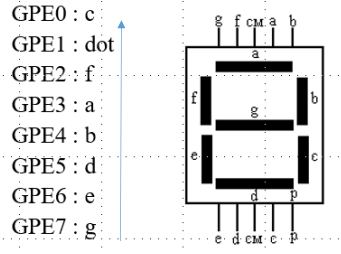 GPE0 : c
GPE1 : dot
GPE2 : f
GPE3 : a
GPE4 : b
GPE5 : d
GPE6 : e
GPE7 : g
g f CM a b
a
f
b
g
e
c
d
p
e d CM c p